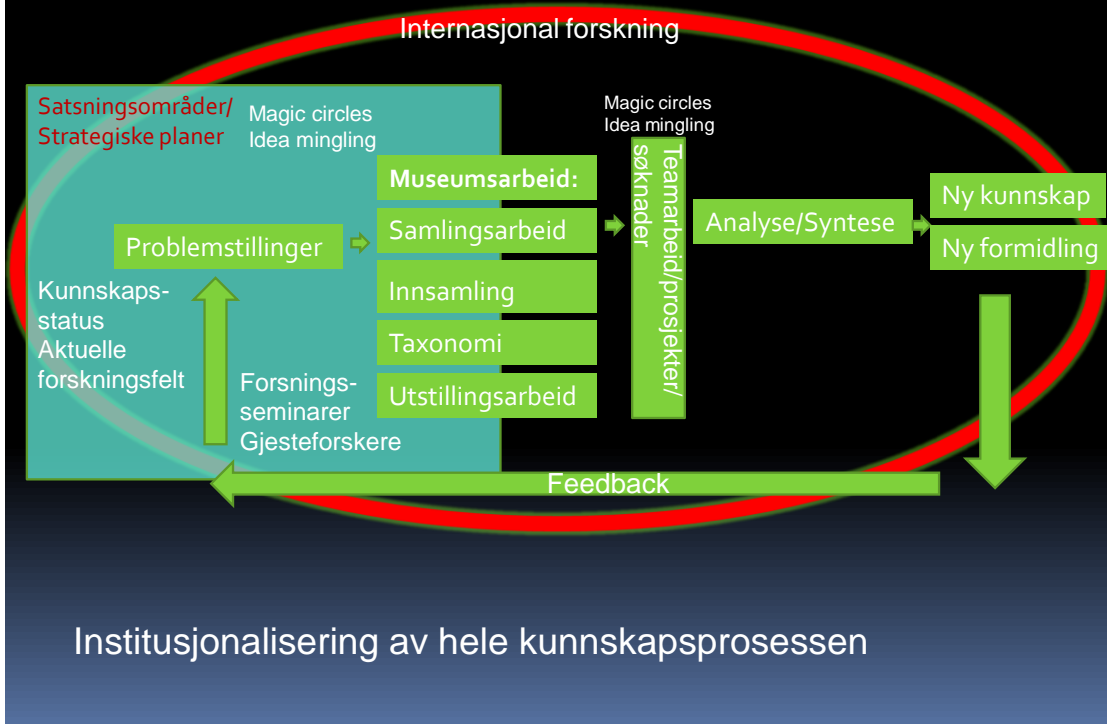 Internasjonal forskning
Satsningsområder/
Strategiske planer
Magic circles
Idea mingling
Magic circles
Idea mingling
Problemstillinger
Museumsarbeid:
Samlingsarbeid
Innsamling
Taxonomi
Utstillingsarbeid
Teamarbeid/prosjekter/
søknader
Analyse/Syntese
Ny kunnskap
Ny formidling
Kunnskaps-
status
Aktuelle
forskningsfelt
Forsnings-
seminarer
Gjesteforskere
Feedback
Institusjonalisering av hele kunnskapsprosessen